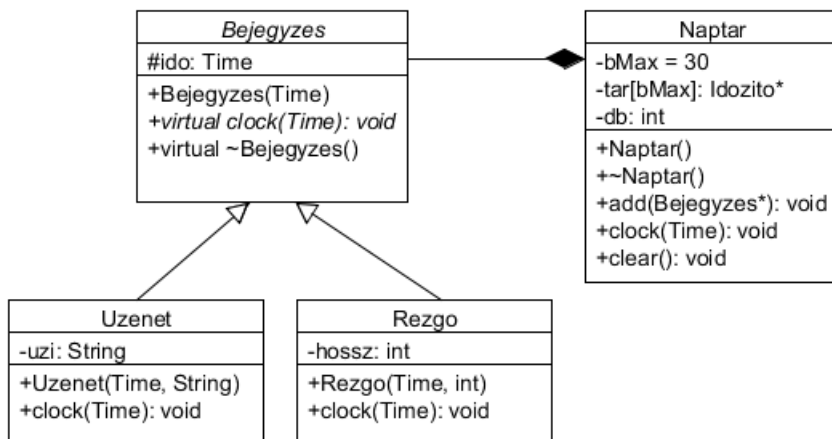 Bejegyzes
#ido: Time
+Bejegyzes(Time)
+virtual clock(Time): void
+virtual ~Bejegyzes()
Naptar
-bMax = 30
-tar[bMax]: Idozito*
-db: int
+Naptar()
+~Naptar()
+add(Bejegyzes*): void
+clock(Time): void
+clear(): void
Uzenet
-uzi: String
+Uzenet(Time, String)
+clock(Time): void
Rezgo
-hossz: int
+Rezgo(Time, int)
+clock(Time): void